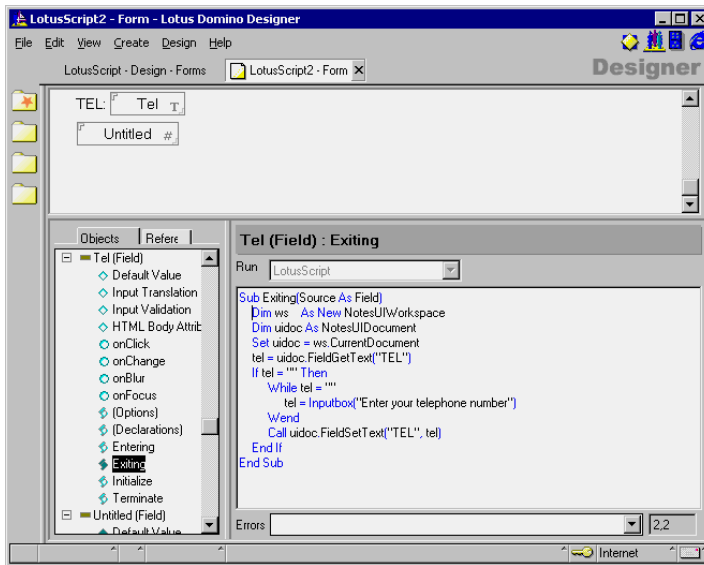 LotusScript2 - Form - Lotus Domino Designer
File Edit View Create Design Help
LotusScript - Design - Forms
LotusScript2 - Form
Designer
TEL: Tel T
Untitled #
Objects
Refere
Tel (Field)
Default Value
Input Translation
Input Validation
HTML Body Attrib
onClick
onChange
onBlur
onFocus
(Options)
(Declarations)
Entering
Exiting
Initialize
Terminate
Untitled (Field)
Default Value
Tel (Field) : Exiting
Run LotusScript
Sub Exiting(Source As Field)
Dim ws As New NotesUIWorkspace
Dim uidoc As NotesUIDocument
Set uidoc = ws.CurrentDocument
tel = uidoc.FieldGetText("TEL")
If tel = "" Then
While tel = ""
tel = Inputbox("Enter your telephone number")
Wend
Call uidoc.FieldSetText("TEL", tel)
End If
End Sub
Errors
2,2
Internet